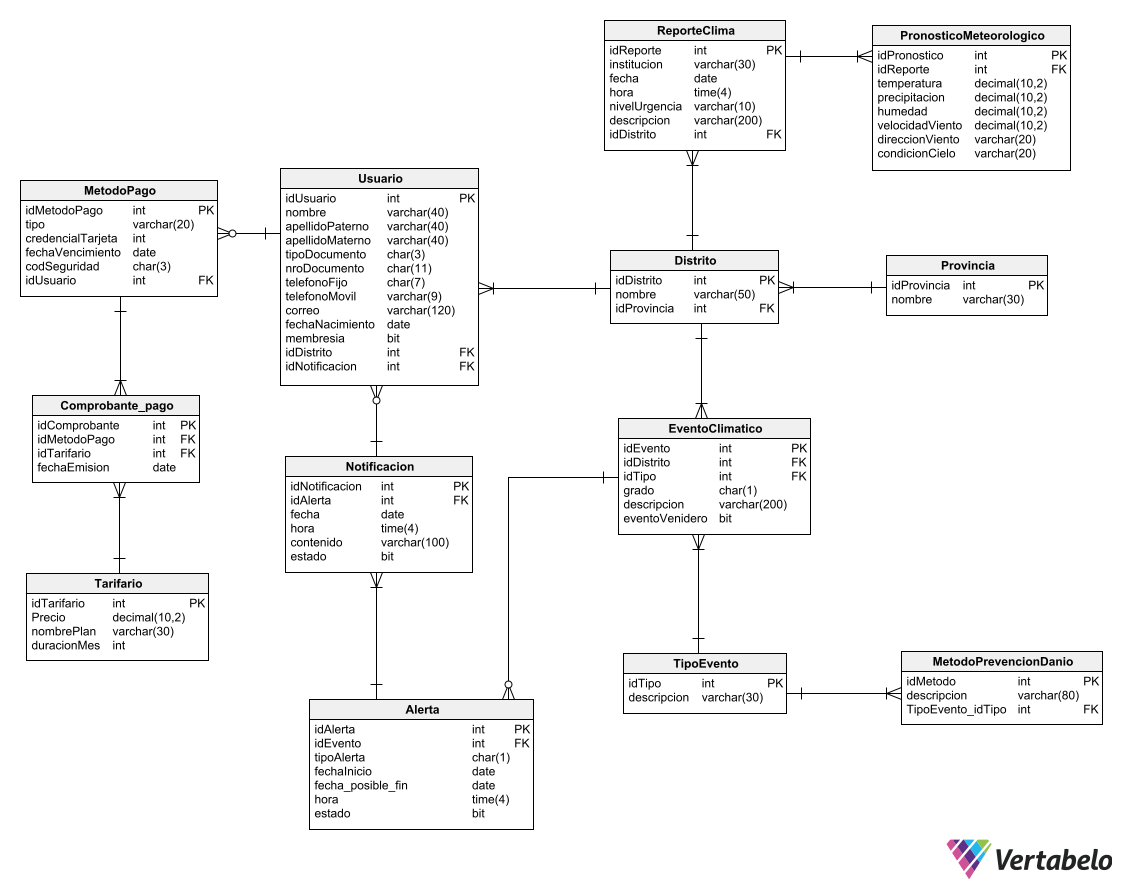 ReporteClima
idReporte int PK
institucion varchar(30)
fecha date
hora time(4)
nivelUrgencia varchar(10)
descripcion varchar(200)
idDistrito int FK
PronosticoMeteorologico
idPronostico int PK
idReporte int FK
temperatura decimal(10,2)
precipitacion decimal(10,2)
humedad decimal(10,2)
velocidadViento decimal(10,2)
direccionViento varchar(20)
condicionCielo varchar(20)
MetodoPago
idMetodoPago int PK
tipo varchar(20)
credencialTarjeta int
fechaVencimiento date
codSeguridad char(3)
idUsuario int FK
Usuario
idUsuario int PK
nombre varchar(40)
apellidoPaterno varchar(40)
apellidoMaterno varchar(40)
tipoDocumento char(3)
nroDocumento char(11)
telefonoFijo char(7)
telefonoMovil varchar(9)
correo varchar(120)
fechaNacimiento date
membresia bit
idDistrito int FK
idNotificacion int FK
Distrito
idDistrito int PK
nombre varchar(50)
idProvincia int FK
Provincia
idProvincia int PK
nombre varchar(30)
Comprobante_pago
idComprobante int PK
idMetodoPago int FK
idTarifario int FK
fechaEmision date
Notificacion
idNotificacion int PK
idAlerta int FK
fecha date
hora time(4)
contenido varchar(100)
estado bit
EventoClimatico
idEvento int PK
idDistrito int FK
idTipo int FK
grado char(1)
descripcion varchar(200)
eventoVenidero bit
Tarifario
idTarifario int PK
Precio decimal(10,2)
nombrePlan varchar(30)
duracionMes int
Alerta
idAlerta int PK
idEvento int FK
tipoAlerta char(1)
fechaInicio date
fecha_posible_fin date
hora time(4)
estado bit
TipoEvento
idTipo int PK
descripcion varchar(30)
MetodoPrevencionDanio
idMetodo int PK
descripcion varchar(80)
TipoEvento_idTipo int FK
Vertabelo